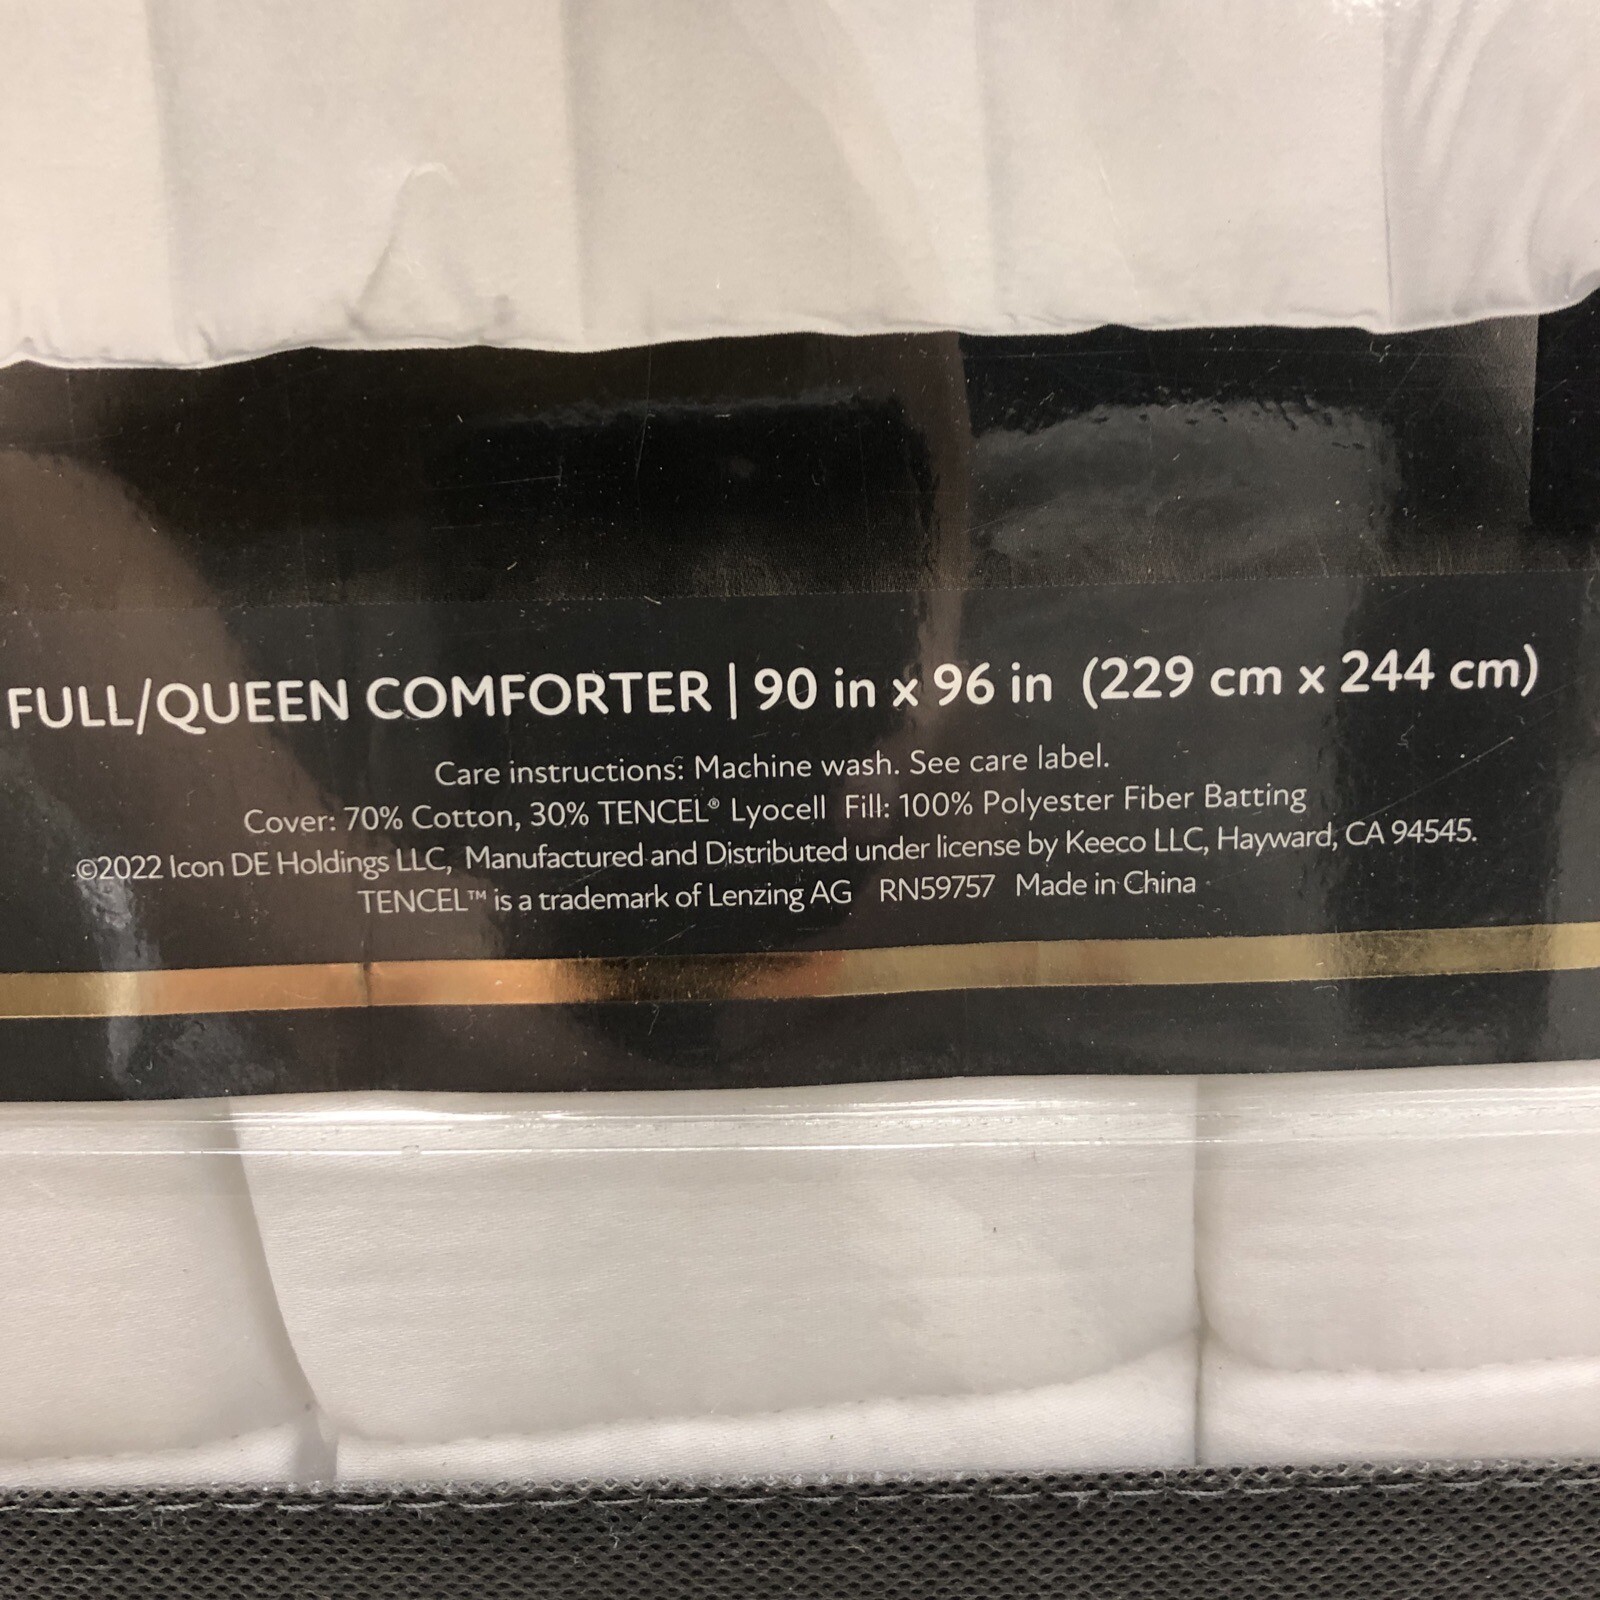 FULL/QUEEN COMFORTER | 90 in x 96 in (229 cm x 244 cm)
Care instructions: Machine wash. See care label.
Cover: 70% Cotton, 30% TENCEL® Lyocell Fill: 100% Polyester Fiber Batting
©2022 Icon DE Holdings LLC, Manufactured and Distributed under license by Keeco LLC, Hayward, CA 94545.
TENCEL™ is a trademark of Lenzing AG RN59757 Made in China